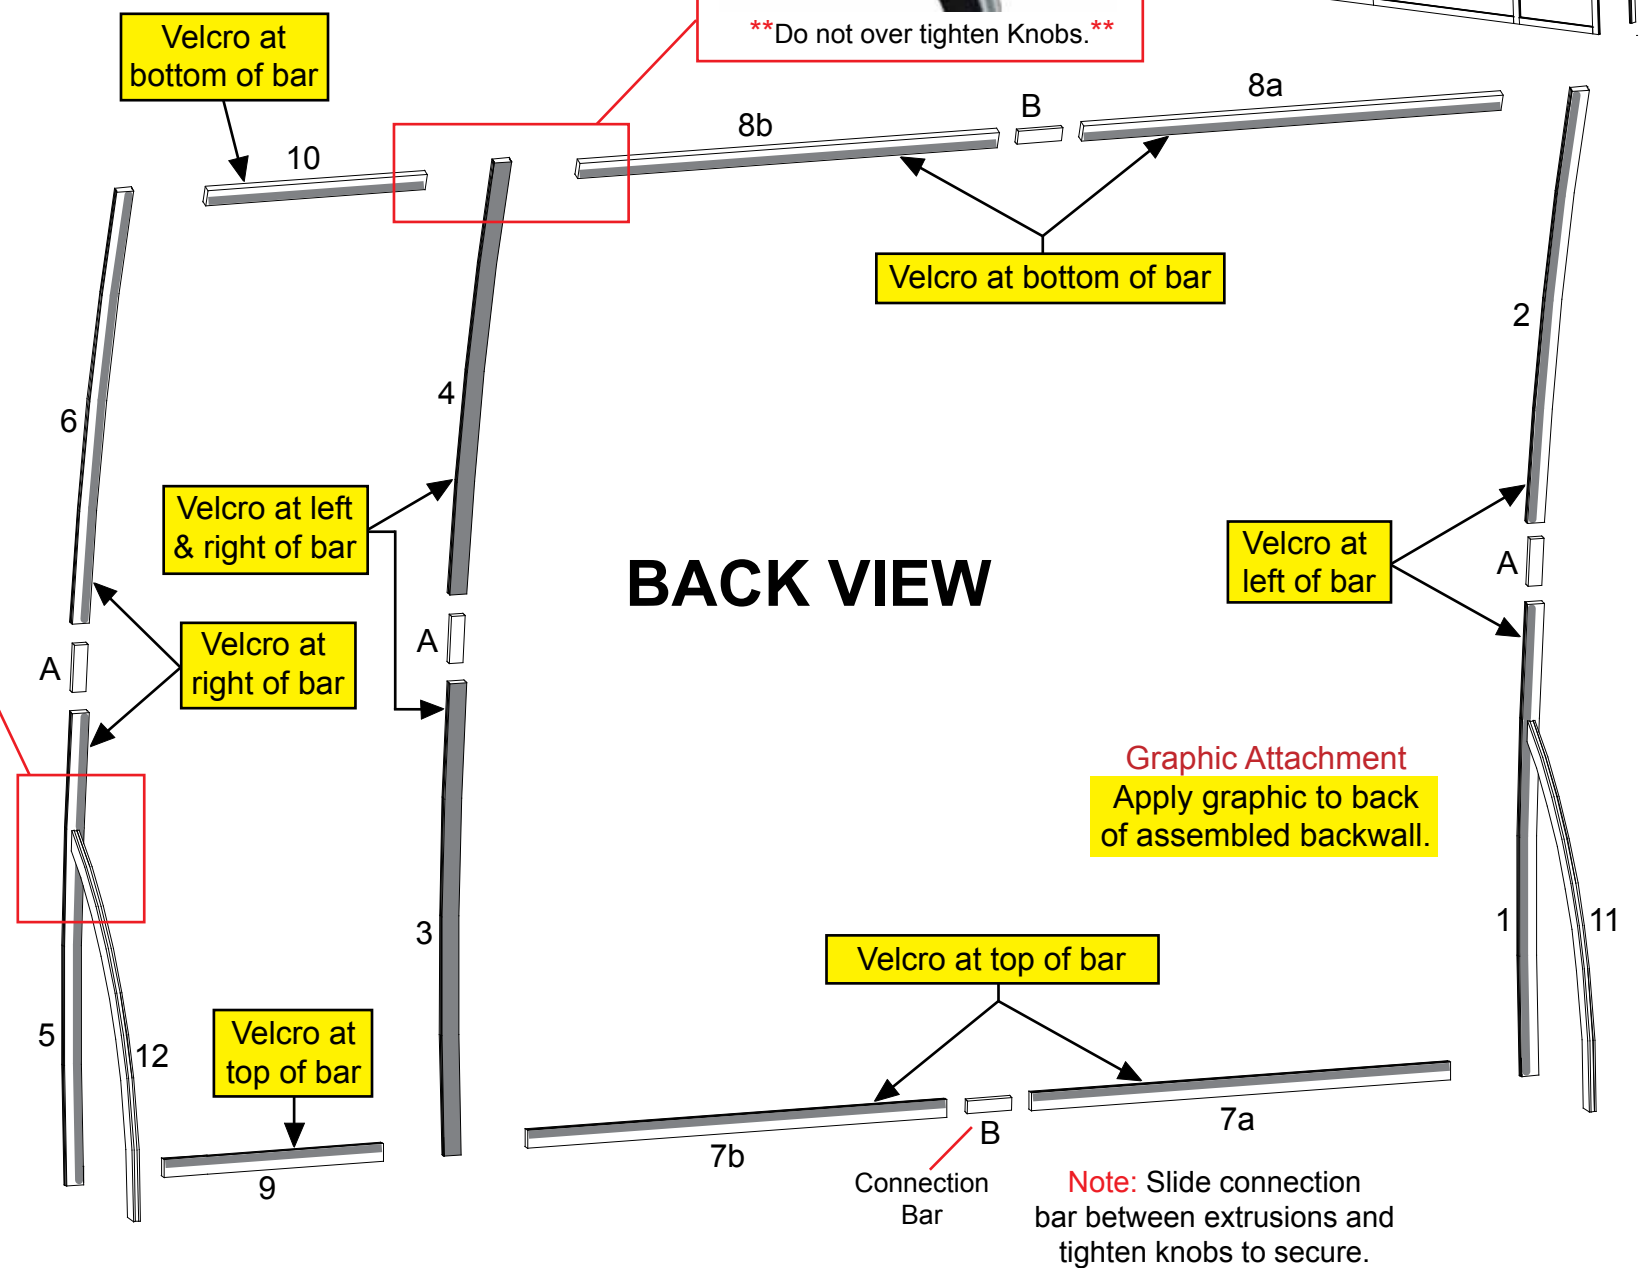 **Do not over tighten Knobs.**
Velcro at
bottom of bar
10
8b
B
8a
Velcro at bottom of bar
2
6
4
Velcro at left
& right of bar
BACK VIEW
Velcro at
left of bar
A
A
A
Velcro at
right of bar
Graphic Attachment
Apply graphic to back
of assembled backwall.
3
1
11
Velcro at top of bar
5
12
Velcro at
top of bar
9
7b
B
7a
Connection
Bar
Note: Slide connection
bar between extrusions and
tighten knobs to secure.